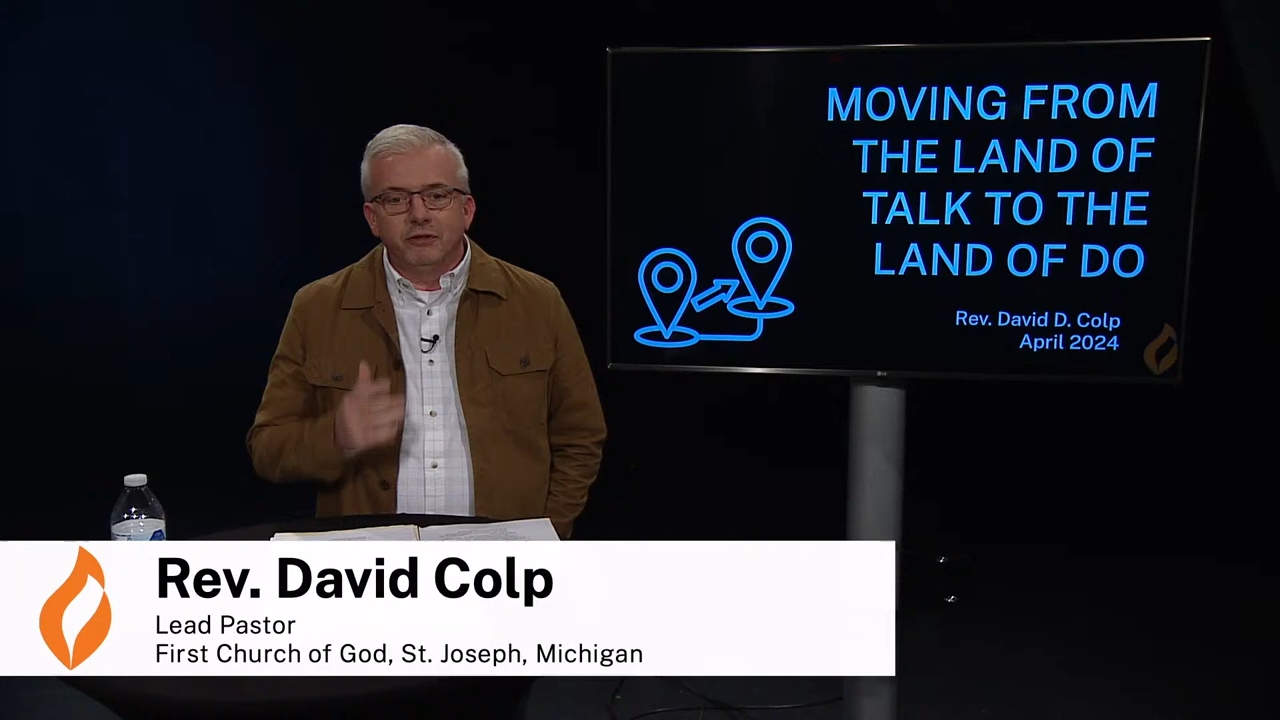 MOVING FROM
THE LAND OF
TALK TO THE
LAND OF DO
Rev. David D. Colp
April 2024
Rev. David Colp
Lead Pastor
First Church of God, St. Joseph, Michigan